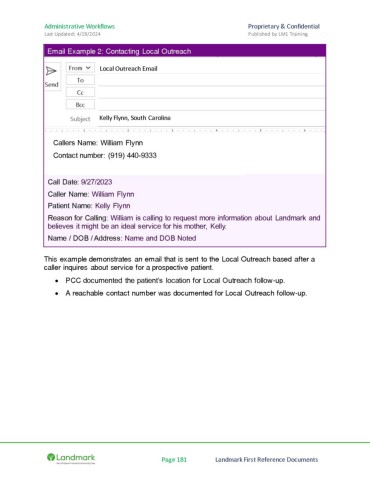 Administrative Workflows Proprietary & Confidential
Last Updated: 4/19/2024 Published by LMS Training
Email Example 2: Contacting Local Outreach
From Local Outreach Email
Send
To
Cc
Bcc
Subject Kelly Flynn, South Carolina
Callers Name: William Flynn
Contact number: (919) 440-9333
Call Date: 9/27/2023
Caller Name: William Flynn
Patient Name: Kelly Flynn
Reason for Calling: William is calling to request more information about Landmark and
believes it might be an ideal service for his mother, Kelly.
Name / DOB / Address: Name and DOB Noted
This example demonstrates an email that is sent to the Local Outreach based after a
caller inquires about service for a prospective patient.
• PCC documented the patient's location for Local Outreach follow-up.
• A reachable contact number was documented for Local Outreach follow-up.
Landmark
Page 181 Landmark First Reference Documents